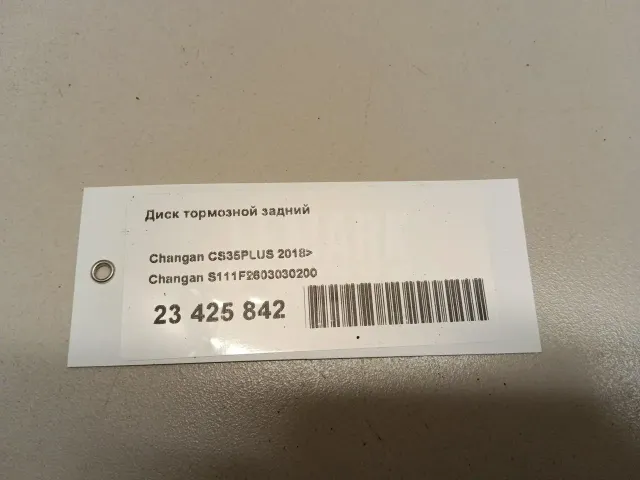 Диск тормозной задний
Changan CS35PLUS 2018>
Changan S111F2603030200
23 425 842